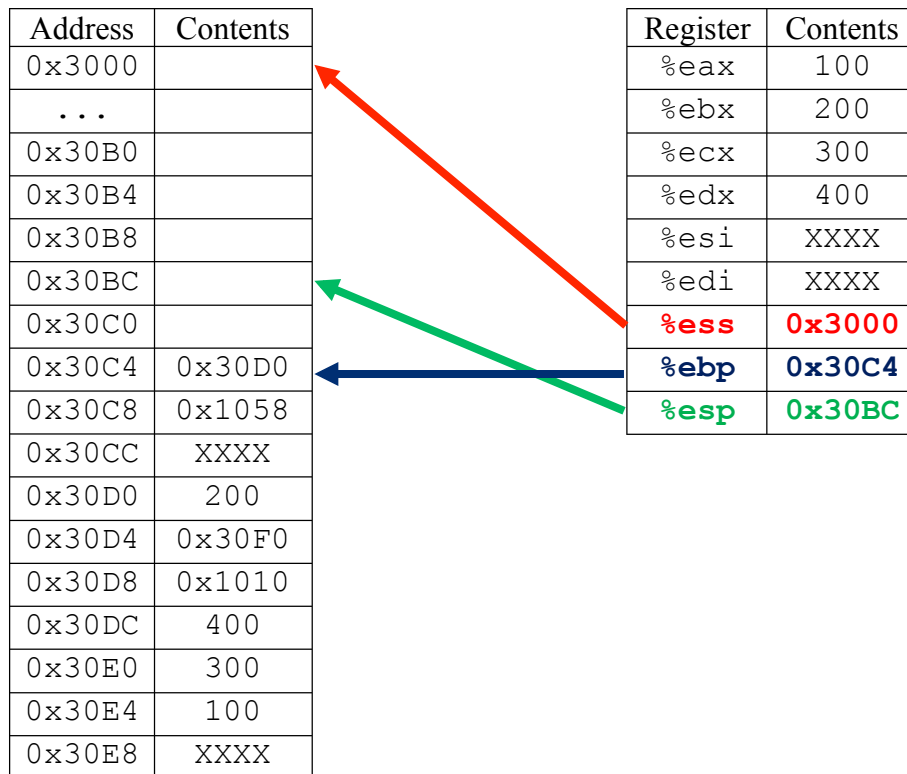 Address Contents
0x3000
...
0x30B0
0x30B4
0x30B8
0x30BC
0x30C0
0x30C4 0x30D0
0x30C8 0x1058
0x30CC XXXX
0x30D0 200
0x30D4 0x30F0
0x30D8 0x1010
0x30DC 400
0x30E0 300
0x30E4 100
0x30E8 XXXX
Register Contents
%eax 100
%ebx 200
%ecx 300
%edx 400
%esi XXXX
%edi XXXX
%ess 0x3000
%ebp 0x30C4
%esp 0x30BC